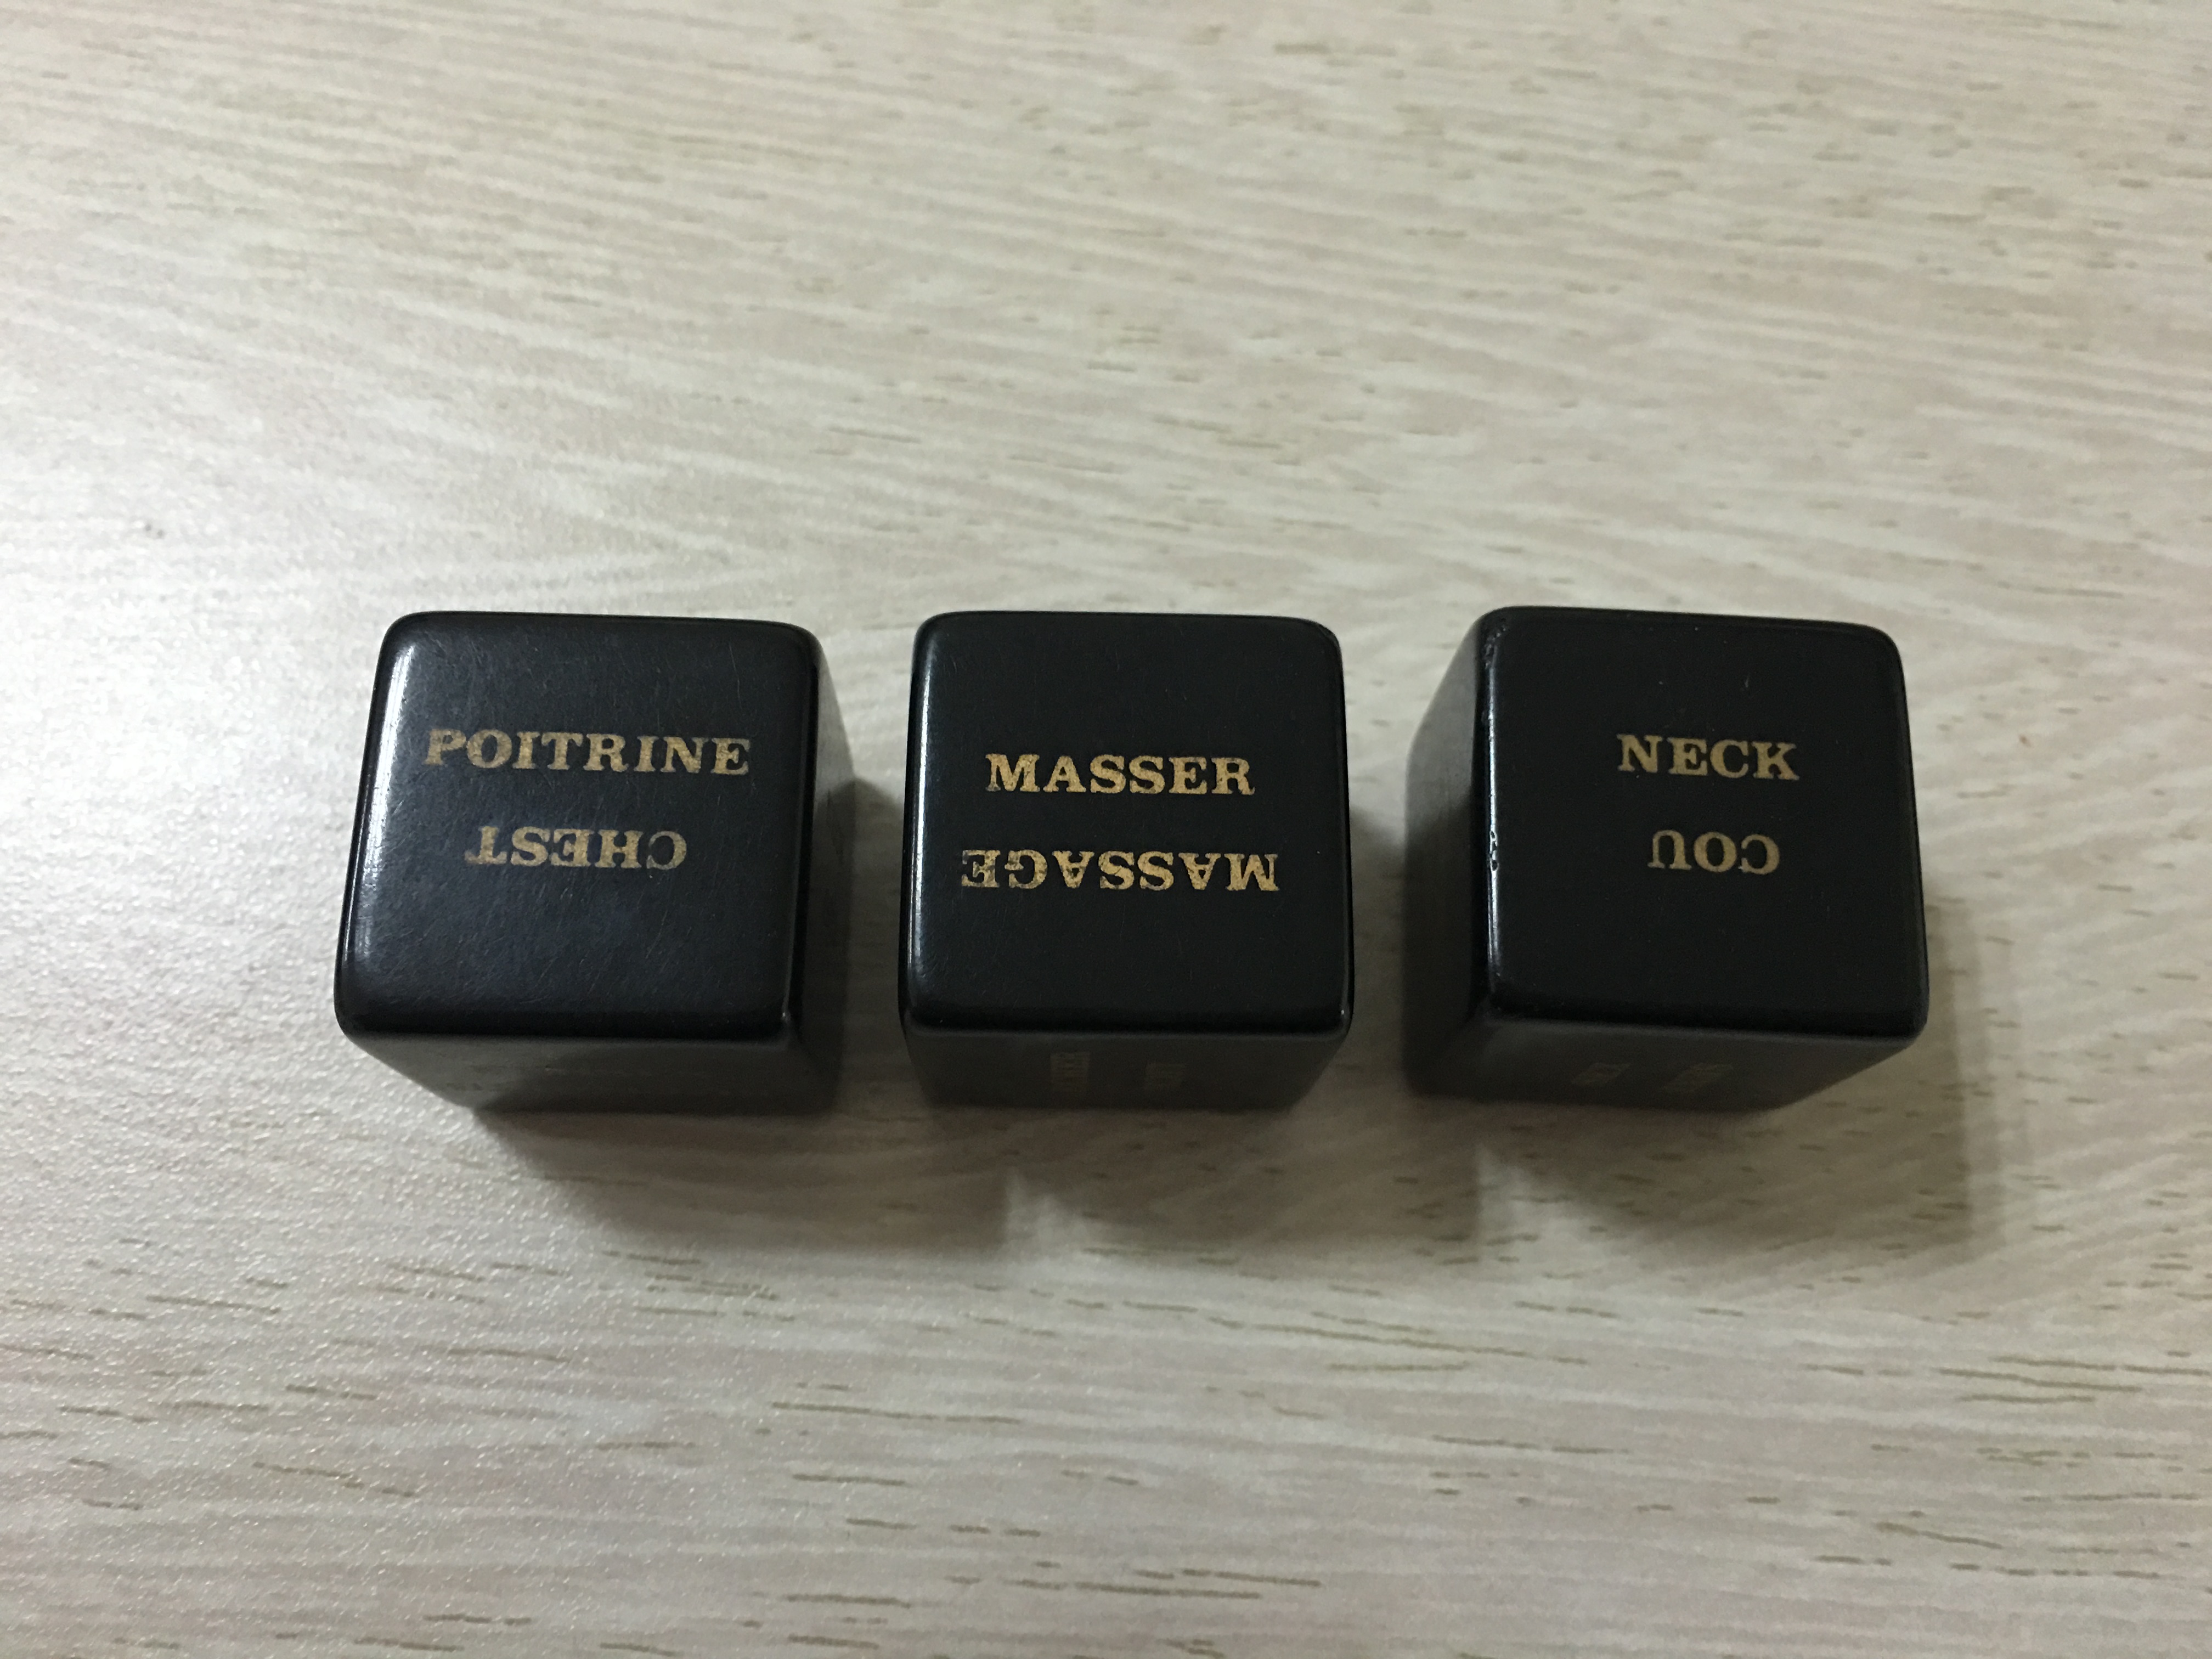 POITRINE
CHEST
MASSER
MASSAGE
NECK
COU